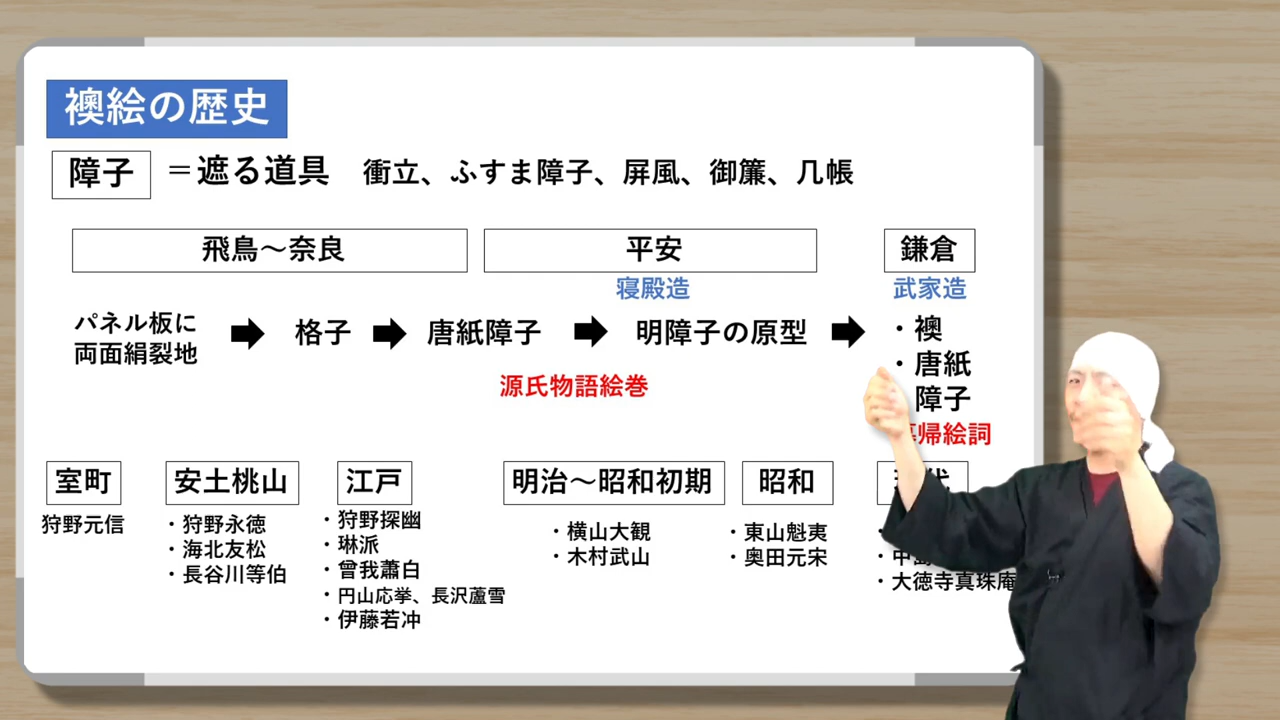 襖絵の歴史
障子 ＝遮る道具 衝立、ふすま障子、屏風、御簾、几帳
飛鳥～奈良 平安 鎌倉
寝殿造 武家造
パネル板に
両面絹裂地
格子
唐紙障子
明障子の原型
・襖
・唐紙
障子
源氏物語絵巻
帰絵詞
室町
狩野元信
安土桃山
・狩野永徳
・海北友松
・長谷川等伯
江戸
・狩野探幽
・琳派
・曾我蕭白
・円山応挙、長沢蘆雪
・伊藤若冲
明治～昭和初期
・横山大観
・木村武山
昭和
・東山魁夷
・奥田元宋
代
・大徳寺真珠庵